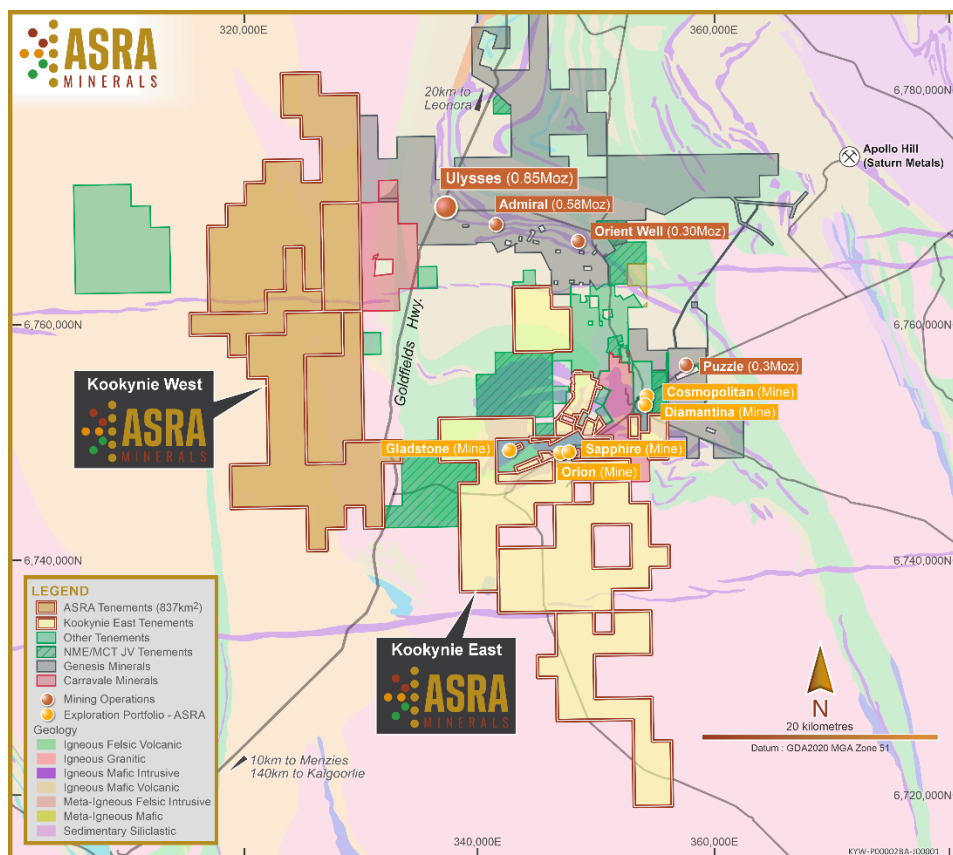 320,000E
360,000E
ASRA
MINERALS
20km to
Leonora
6,780,000N
Apollo Hill
(Saturn Metals)
Ulysses (0.85Moz)
Admiral (0.58Moz)
Orient Well (0.30Moz)
6,760,000N
6,760,000N
Goldfields Hwy.
Puzzle (0.3Moz)
Kookynie West
ASRA
MINERALS
Cosmopolitan (Mine)
Diamantina (Mine)
Gladstone (Mine)
Sapphire (Mine)
Orion (Mine)
6,740,000N
6,740,000N
LEGEND
ASRA Tenements (837km²)
Kookynie East Tenements
Other Tenements
NME/MCT JV Tenements
Genesis Minerals
Carravale Minerals
Mining Operations
Exploration Portfolio - ASRA
Geology
Igneous Felsic Volcanic
Igneous Granitic
Igneous Mafic Intrusive
Igneous Mafic Volcanic
Meta-Igneous Felsic Intrusive
Meta-Igneous Mafic
Sedimentary Siliclastic
Kookynie East
ASRA
MINERALS
N
20 kilometres
Datum : GDA2020 MGA Zone 51
10km to Menzies
140km to Kalgoorlie
6,720,000N
340,000E
360,000E
KYW-P00002BA-J00001